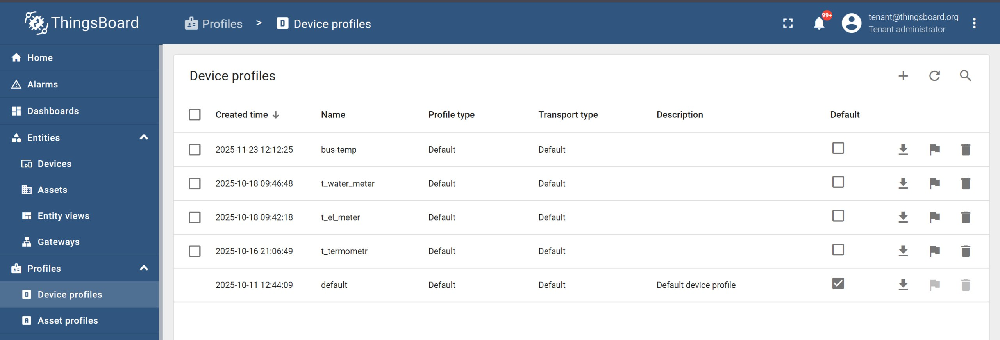 ThingsBoard
Profiles > Device profiles
99+
tenant@thingsboard.org
Tenant administrator
Home
Alarms
Dashboards
Entities
Devices
Assets
Entity views
Gateways
Profiles
D Device profiles
A Asset profiles
Device profiles
Created time Name Profile type Transport type Description Default
2025-11-23 12:12:25 bus-temp Default Default
2025-10-18 09:46:48 t_water_meter Default Default
2025-10-18 09:42:18 t_el_meter Default Default
2025-10-16 21:06:49 t_termometr Default Default
2025-10-11 12:44:09 default Default Default Default device profile